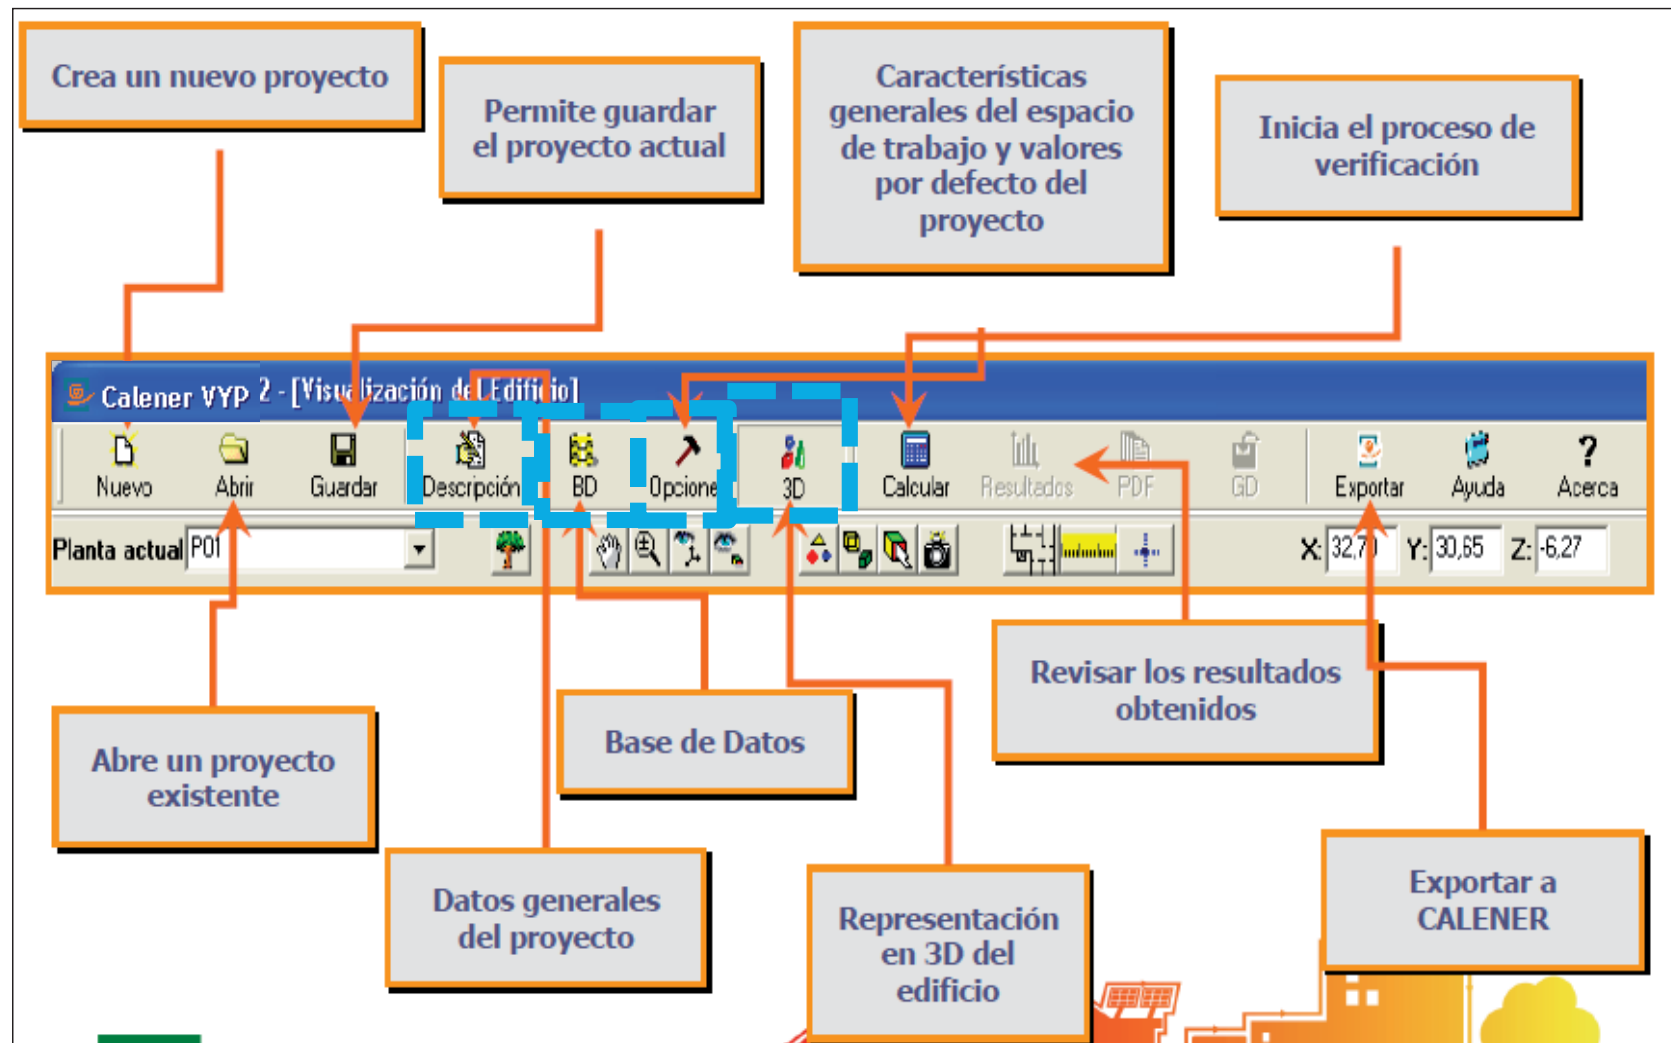 Crea un nuevo proyecto
Permite guardar
el proyecto actual
Características
generales del espacio
de trabajo y valores
por defecto del
proyecto
Inicia el proceso de
verificación
Calener VYP 2 - [Visualización del Edificio]
Nuevo Abrir Guardar Descripción BD Opcione 3D Calcular Resultados PDF GD Exportar Ayuda Acerca
Planta actual P01 X: 32,70 Y: 30,65 Z: -6,27
Revisar los resultados
obtenidos
Base de Datos
Abre un proyecto
existente
Datos generales
del proyecto
Representación
en 3D del
edificio
Exportar a
CALENER